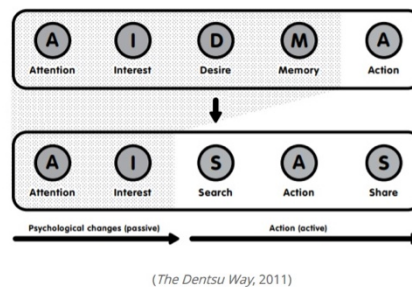 A I D M A
Attention Interest Desire Memory Action
A I S A S
Attention Interest Search Action Share
Psychological changes (passive) Action (active)
(The Dentsu Way, 2011)